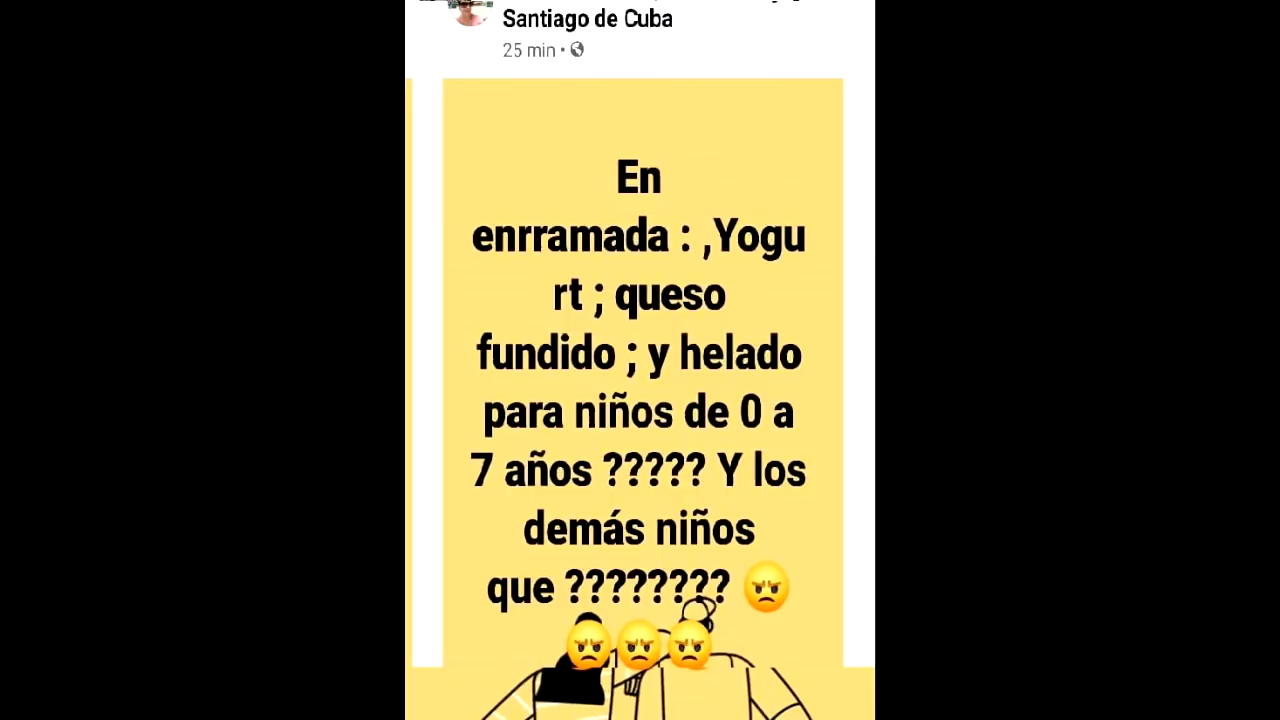 Santiago de Cuba
25 min •
En
enrramada : ,Yogu
rt ; queso
fundido ; y helado
para niños de 0 a
7 años ????? Y los
demás niños
que ???????? 😠
😠😠😠